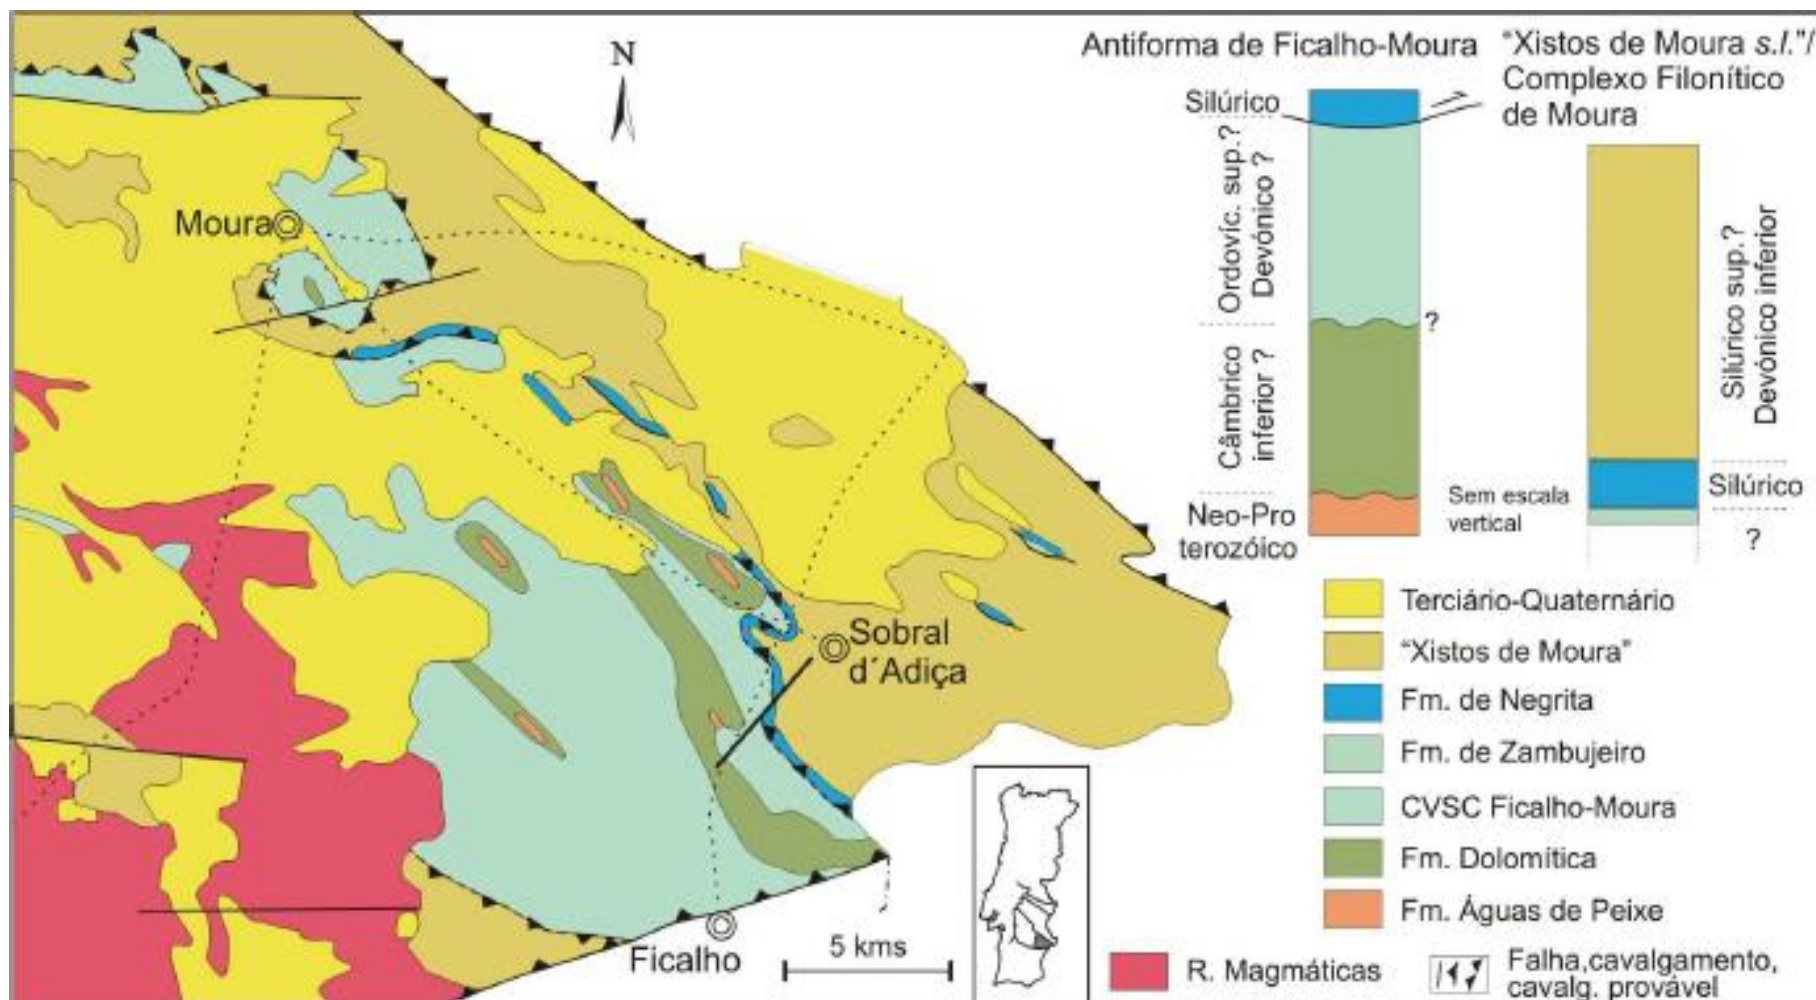 Antiforma de Ficalho-Moura
"Xistos de Moura s.l."/
Complexo Filonítico
de Moura
N
Silúrico
Ordovíc. sup.?
Devónico ?
Câmbrico
inferior ?
Neo-Pro
terozóico
?
Sem escala
vertical
Silúrico sup.?
Devónico inferior
Silúrico
?
Moura
Sobral
d´Adiça
Ficalho
5 kms
Terciário-Quaternário
"Xistos de Moura"
Fm. de Negrita
Fm. de Zambujeiro
CVSC Ficalho-Moura
Fm. Dolomítica
Fm. Águas de Peixe
R. Magmáticas
Falha,cavalgamento,
cavalg. provável